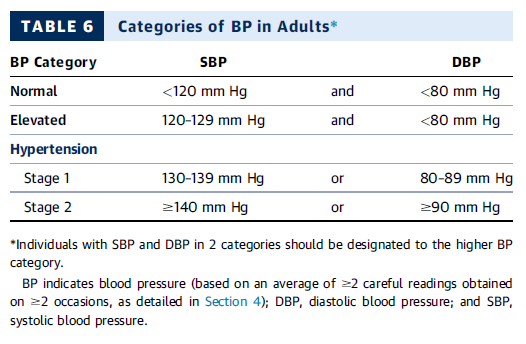 TABLE 6 Categories of BP in Adults*
BP Category SBP DBP
Normal <120 mm Hg and <80 mm Hg
Elevated 120-129 mm Hg and <80 mm Hg
Hypertension
Stage 1 130-139 mm Hg or 80-89 mm Hg
Stage 2 ≥140 mm Hg or ≥90 mm Hg
*Individuals with SBP and DBP in 2 categories should be designated to the higher BP
category.
BP indicates blood pressure (based on an average of ≥2 careful readings obtained
on ≥2 occasions, as detailed in Section 4); DBP, diastolic blood pressure; and SBP,
systolic blood pressure.